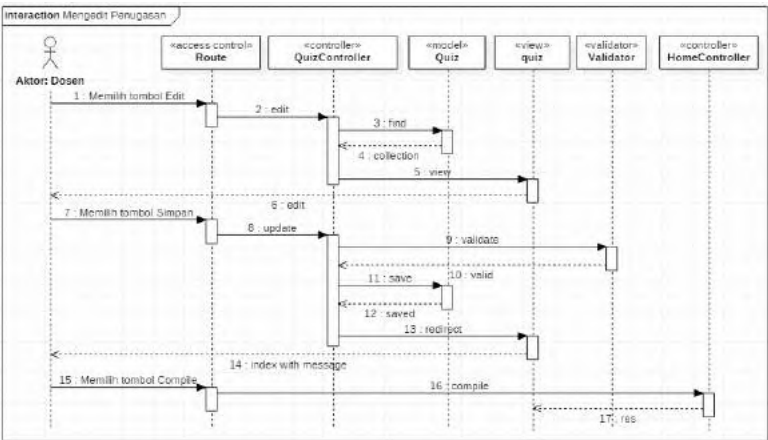 interaction Mengedit Penugasan
«access control»
Route
«controller»
QuizController
«model»
Quiz
«view»
quiz
«validator»
Validator
«controller»
HomeController
Aktor: Dosen
1 : Memilih tombol Edit
2 : edit
3 : find
4 : collection
5 : view
6 : edit
7 : Memilih tombol Simpan
8 : update
9 : validate
10 : valid
11 : save
12 : saved
13 : redirect
14 : index with message
15 : Memilih tombol Compile
16 : compile
17 : res